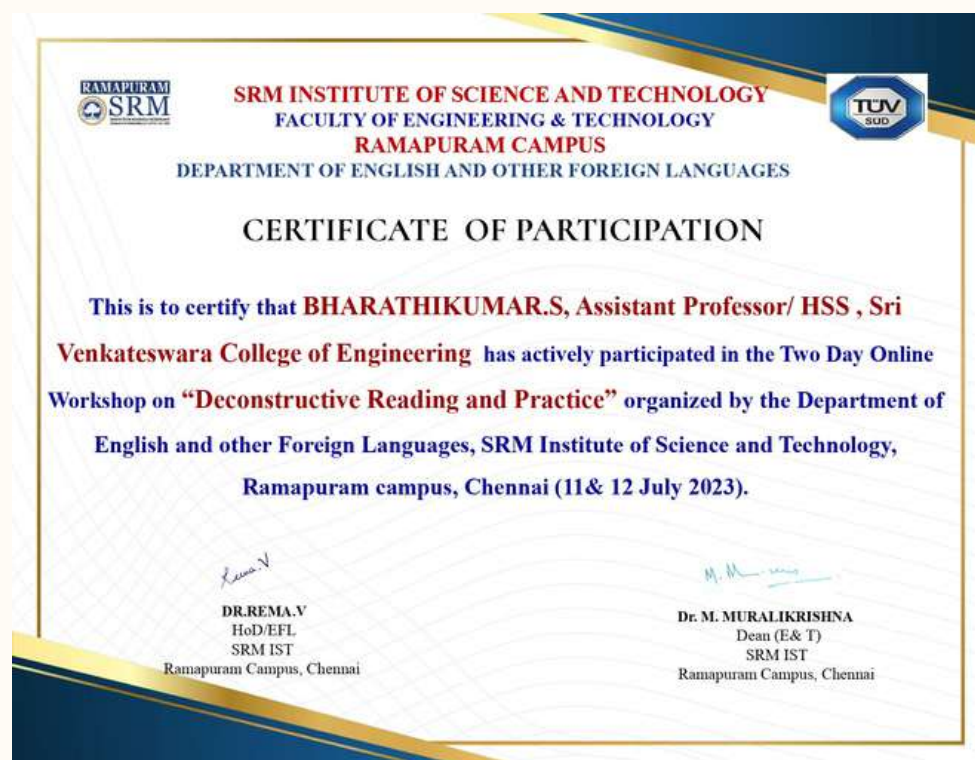 RAMAPURAM
SRM
SRM INSTITUTE OF SCIENCE AND TECHNOLOGY
FACULTY OF ENGINEERING & TECHNOLOGY
RAMAPURAM CAMPUS
DEPARTMENT OF ENGLISH AND OTHER FOREIGN LANGUAGES
TÜV
SÜD
CERTIFICATE OF PARTICIPATION
This is to certify that BHARATHIKUMAR.S, Assistant Professor/ HSS , Sri
Venkateswara College of Engineering has actively participated in the Two Day Online
Workshop on “Deconstructive Reading and Practice” organized by the Department of
English and other Foreign Languages, SRM Institute of Science and Technology,
Ramapuram campus, Chennai (11& 12 July 2023).
Rema.V
DR.REMA.V
HoD/EFL
SRM IST
Ramapuram Campus, Chennai
Dr. M. MURALIKRISHNA
Dean (E& T)
SRM IST
Ramapuram Campus, Chennai